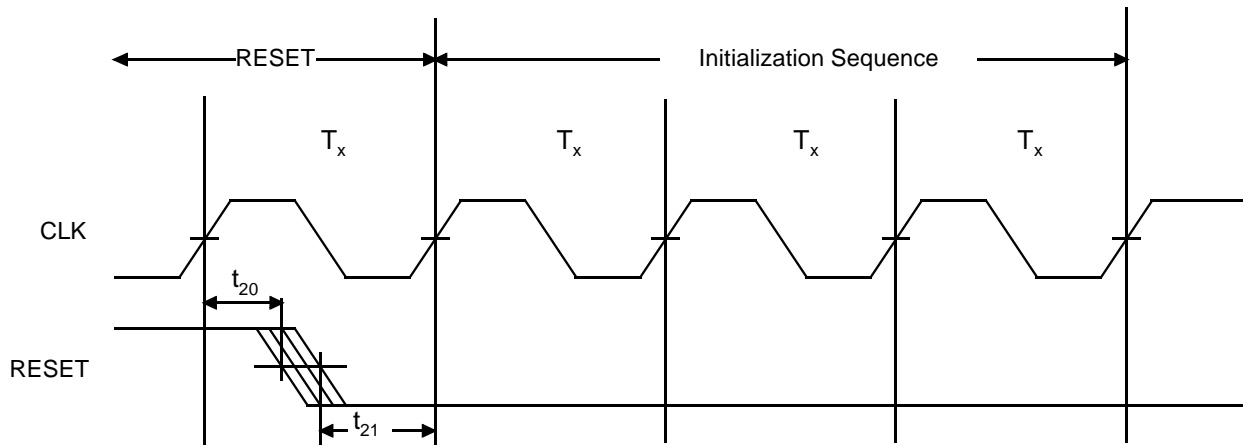 RESET Initialization Sequence
Tx Tx Tx Tx
CLK
t20
RESET
t21